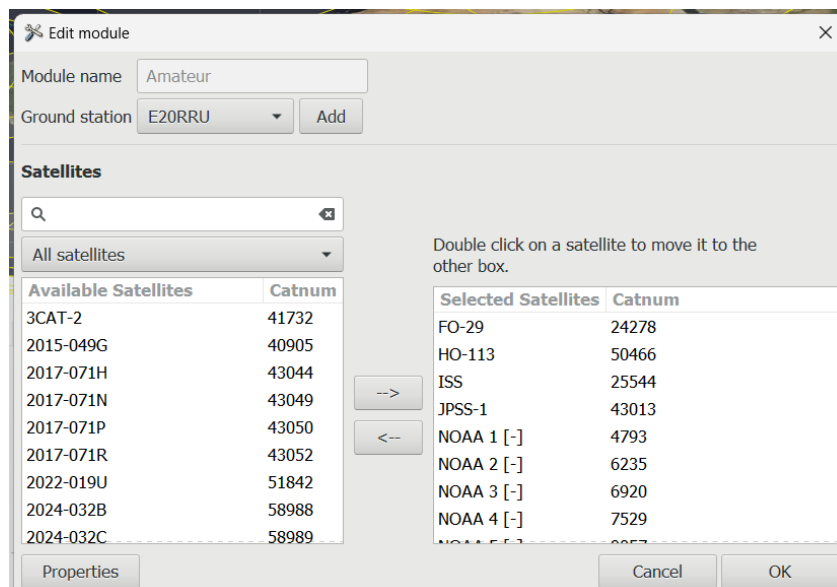 Edit module
Module name Amateur
Ground station E20RRU Add
Satellites
All satellites
Double click on a satellite to move it to the
other box.
Available Satellites Catnum
3CAT-2 41732
2015-049G 40905
2017-071H 43044
2017-071N 43049
2017-071P 43050
2017-071R 43052
2022-019U 51842
2024-032B 58988
2024-032C 58989
-->
<--
Selected Satellites Catnum
FO-29 24278
HO-113 50466
ISS 25544
JPSS-1 43013
NOAA 1 [-] 4793
NOAA 2 [-] 6235
NOAA 3 [-] 6920
NOAA 4 [-] 7529
Properties Cancel OK